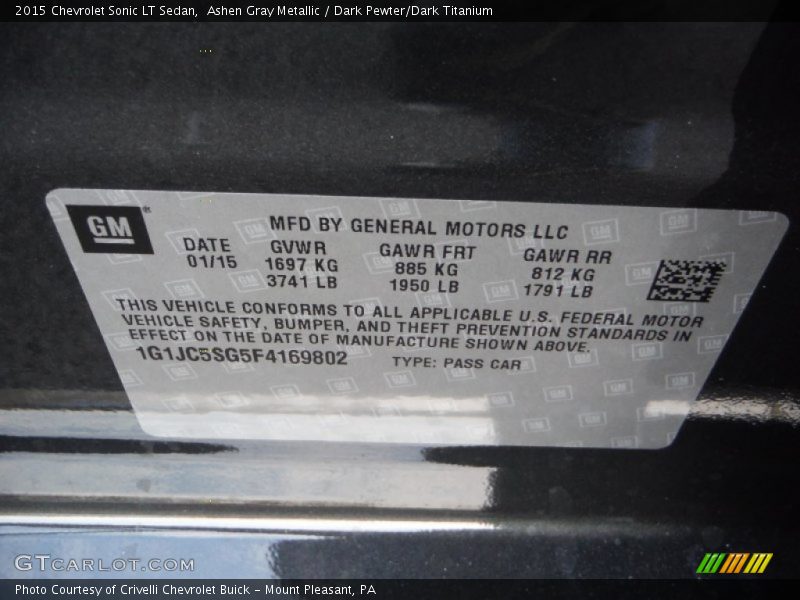 2015 Chevrolet Sonic LT Sedan,  Ashen Gray Metallic / Dark Pewter/Dark Titanium
GM
MFD BY GENERAL MOTORS LLC
DATE GVWR GAWR FRT GAWR RR
01/15 1697 KG 885 KG 812 KG
3741 LB 1950 LB 1791 LB
THIS VEHICLE CONFORMS TO ALL APPLICABLE U.S. FEDERAL MOTOR
VEHICLE SAFETY, BUMPER, AND THEFT PREVENTION STANDARDS IN
EFFECT ON THE DATE OF MANUFACTURE SHOWN ABOVE.
1G1JC5SG5F4169802 TYPE: PASS CAR
GTCARLOT.COM
Photo Courtesy of Crivelli Chevrolet Buick – Mount Pleasant, PA